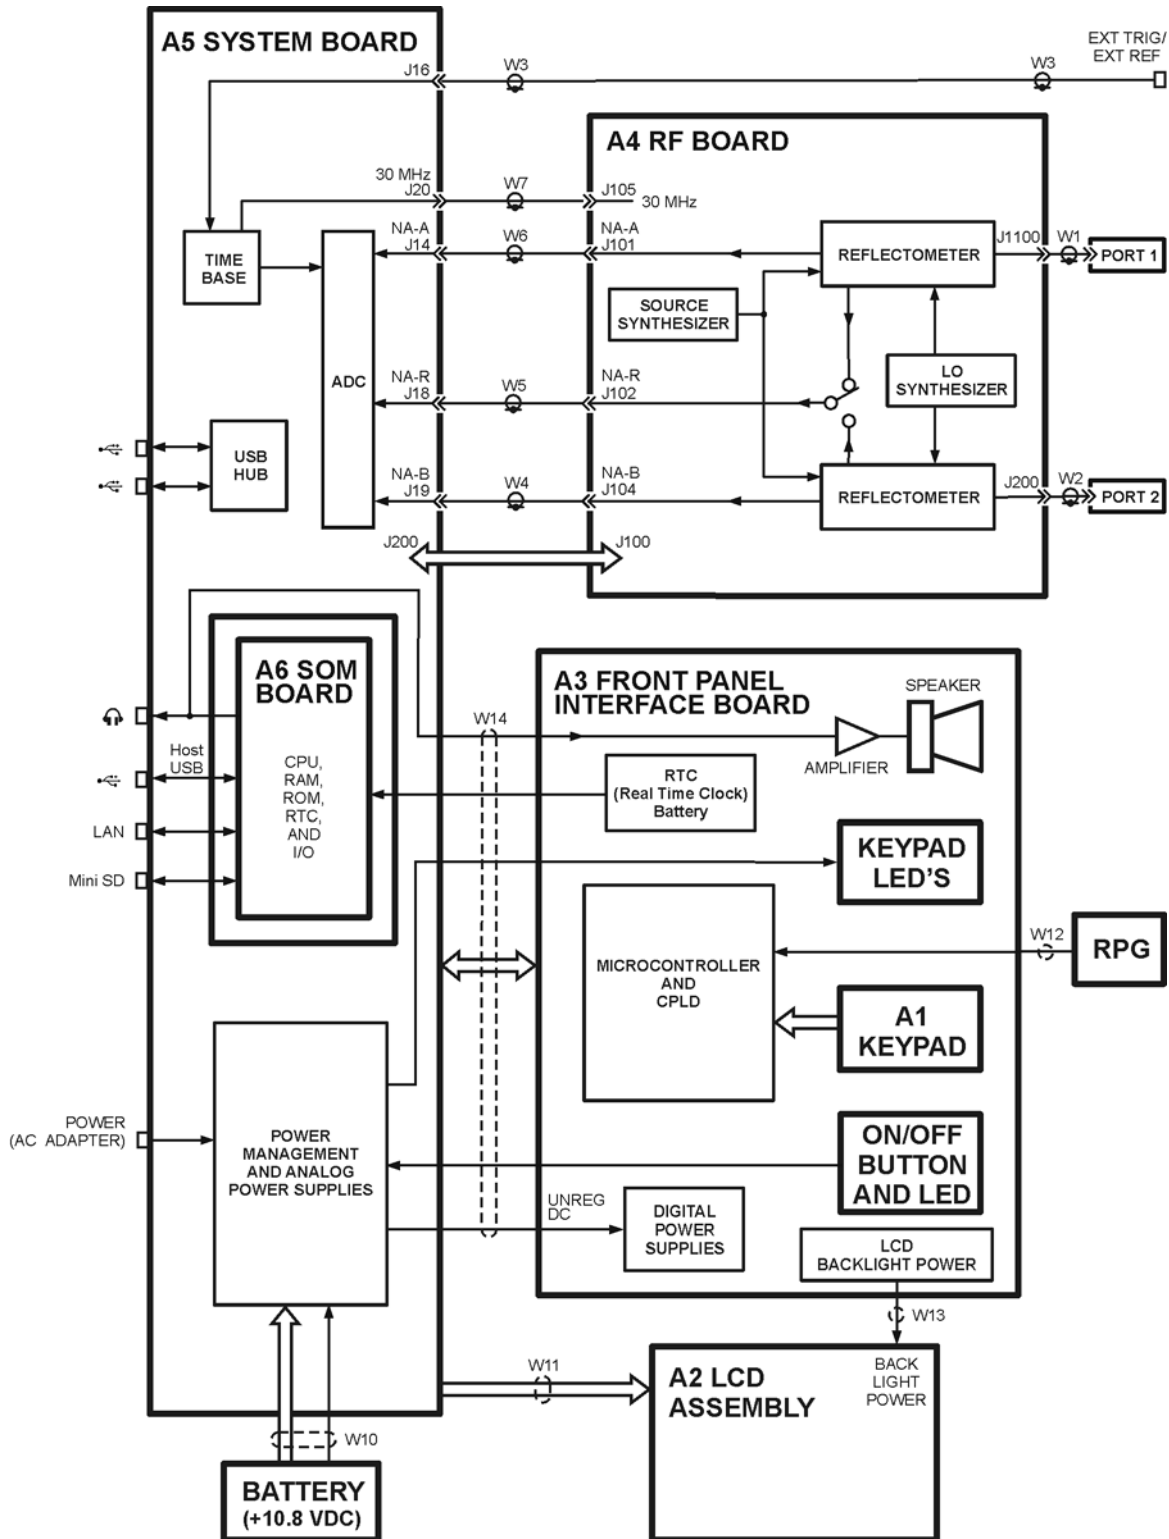 A5 SYSTEM BOARD
EXT TRIG/
EXT REF
J16
W3
W3
A4 RF BOARD
30 MHz
J20
W7
J105
30 MHz
TIME
BASE
NA-A
J14
W6
NA-A
J101
REFLECTOMETER
J1100
W1
PORT 1
SOURCE
SYNTHESIZER
ADC
NA-R
J18
W5
NA-R
J102
LO
SYNTHESIZER
USB
HUB
NA-B
J19
W4
NA-B
J104
REFLECTOMETER
J200
W2
PORT 2
J200
J100
A6 SOM
BOARD
CPU,
RAM,
ROM,
RTC,
AND
I/O
Host
USB
LAN
Mini SD
W14
A3 FRONT PANEL
INTERFACE BOARD
SPEAKER
AMPLIFIER
RTC
(Real Time Clock)
Battery
KEYPAD
LED'S
MICROCONTROLLER
AND
CPLD
W12
RPG
A1
KEYPAD
POWER
(AC ADAPTER)
POWER
MANAGEMENT
AND ANALOG
POWER SUPPLIES
ON/OFF
BUTTON
AND LED
UNREG
DC
DIGITAL
POWER
SUPPLIES
LCD
BACKLIGHT POWER
W13
W11
A2 LCD
ASSEMBLY
BACK
LIGHT
POWER
W10
BATTERY
(+10.8 VDC)